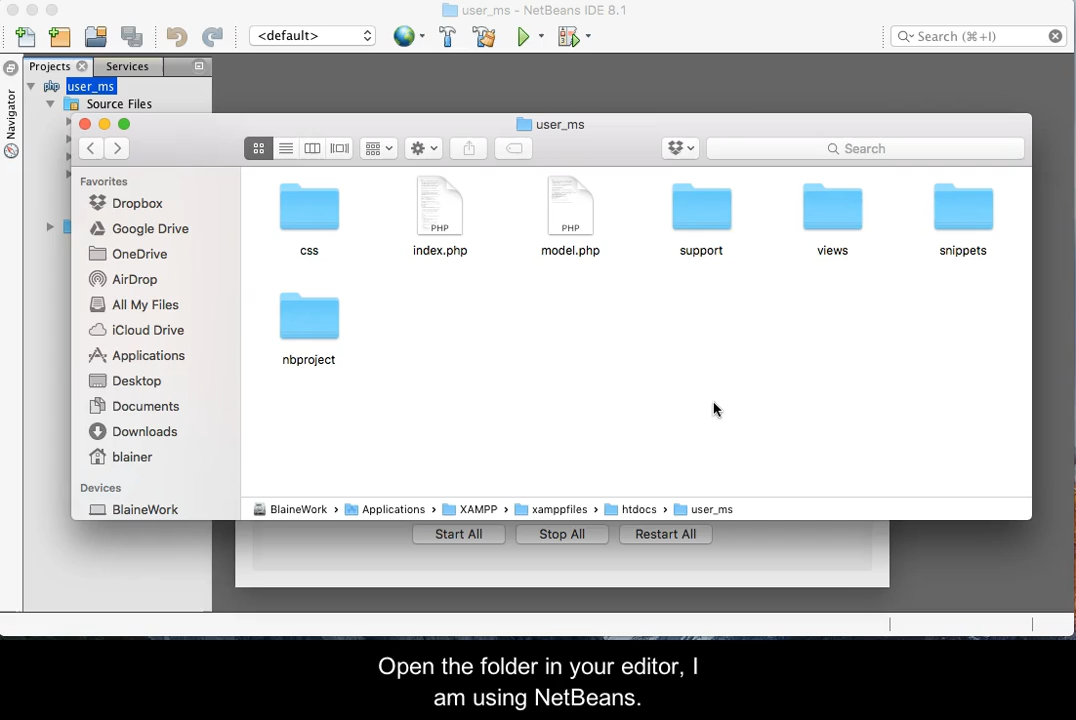 user_ms - NetBeans IDE 8.1
<default>
Search (⌘+I)
Projects
Services
Navigator
php user_ms
Source Files
user_ms
Search
Favorites
Dropbox
Google Drive
OneDrive
AirDrop
All My Files
iCloud Drive
Applications
Desktop
Documents
Downloads
blainer
Devices
BlaineWork
css
PHP
index.php
PHP
model.php
support
views
snippets
nbproject
BlaineWork › Applications › XAMPP › xamppfiles › htdocs › user_ms
Start All
Stop All
Restart All
Open the folder in your editor, I
am using NetBeans.